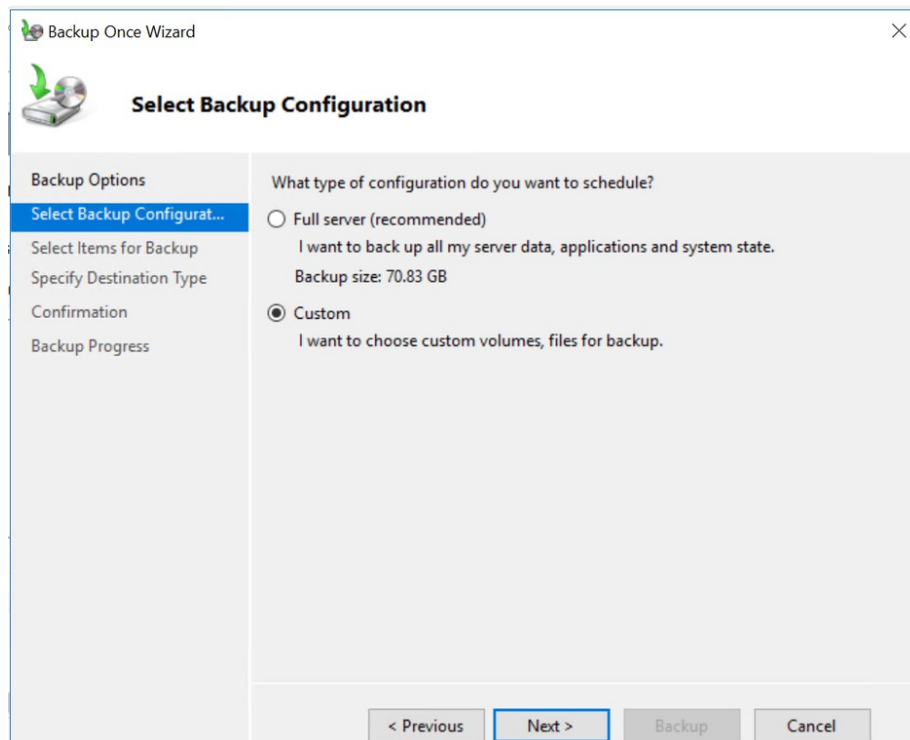 Backup Once Wizard
Select Backup Configuration
Backup Options
Select Backup Configurat...
Select Items for Backup
Specify Destination Type
Confirmation
Backup Progress
What type of configuration do you want to schedule?
Full server (recommended)
I want to back up all my server data, applications and system state.
Backup size: 70.83 GB
Custom
I want to choose custom volumes, files for backup.
< Previous
Next >
Backup
Cancel